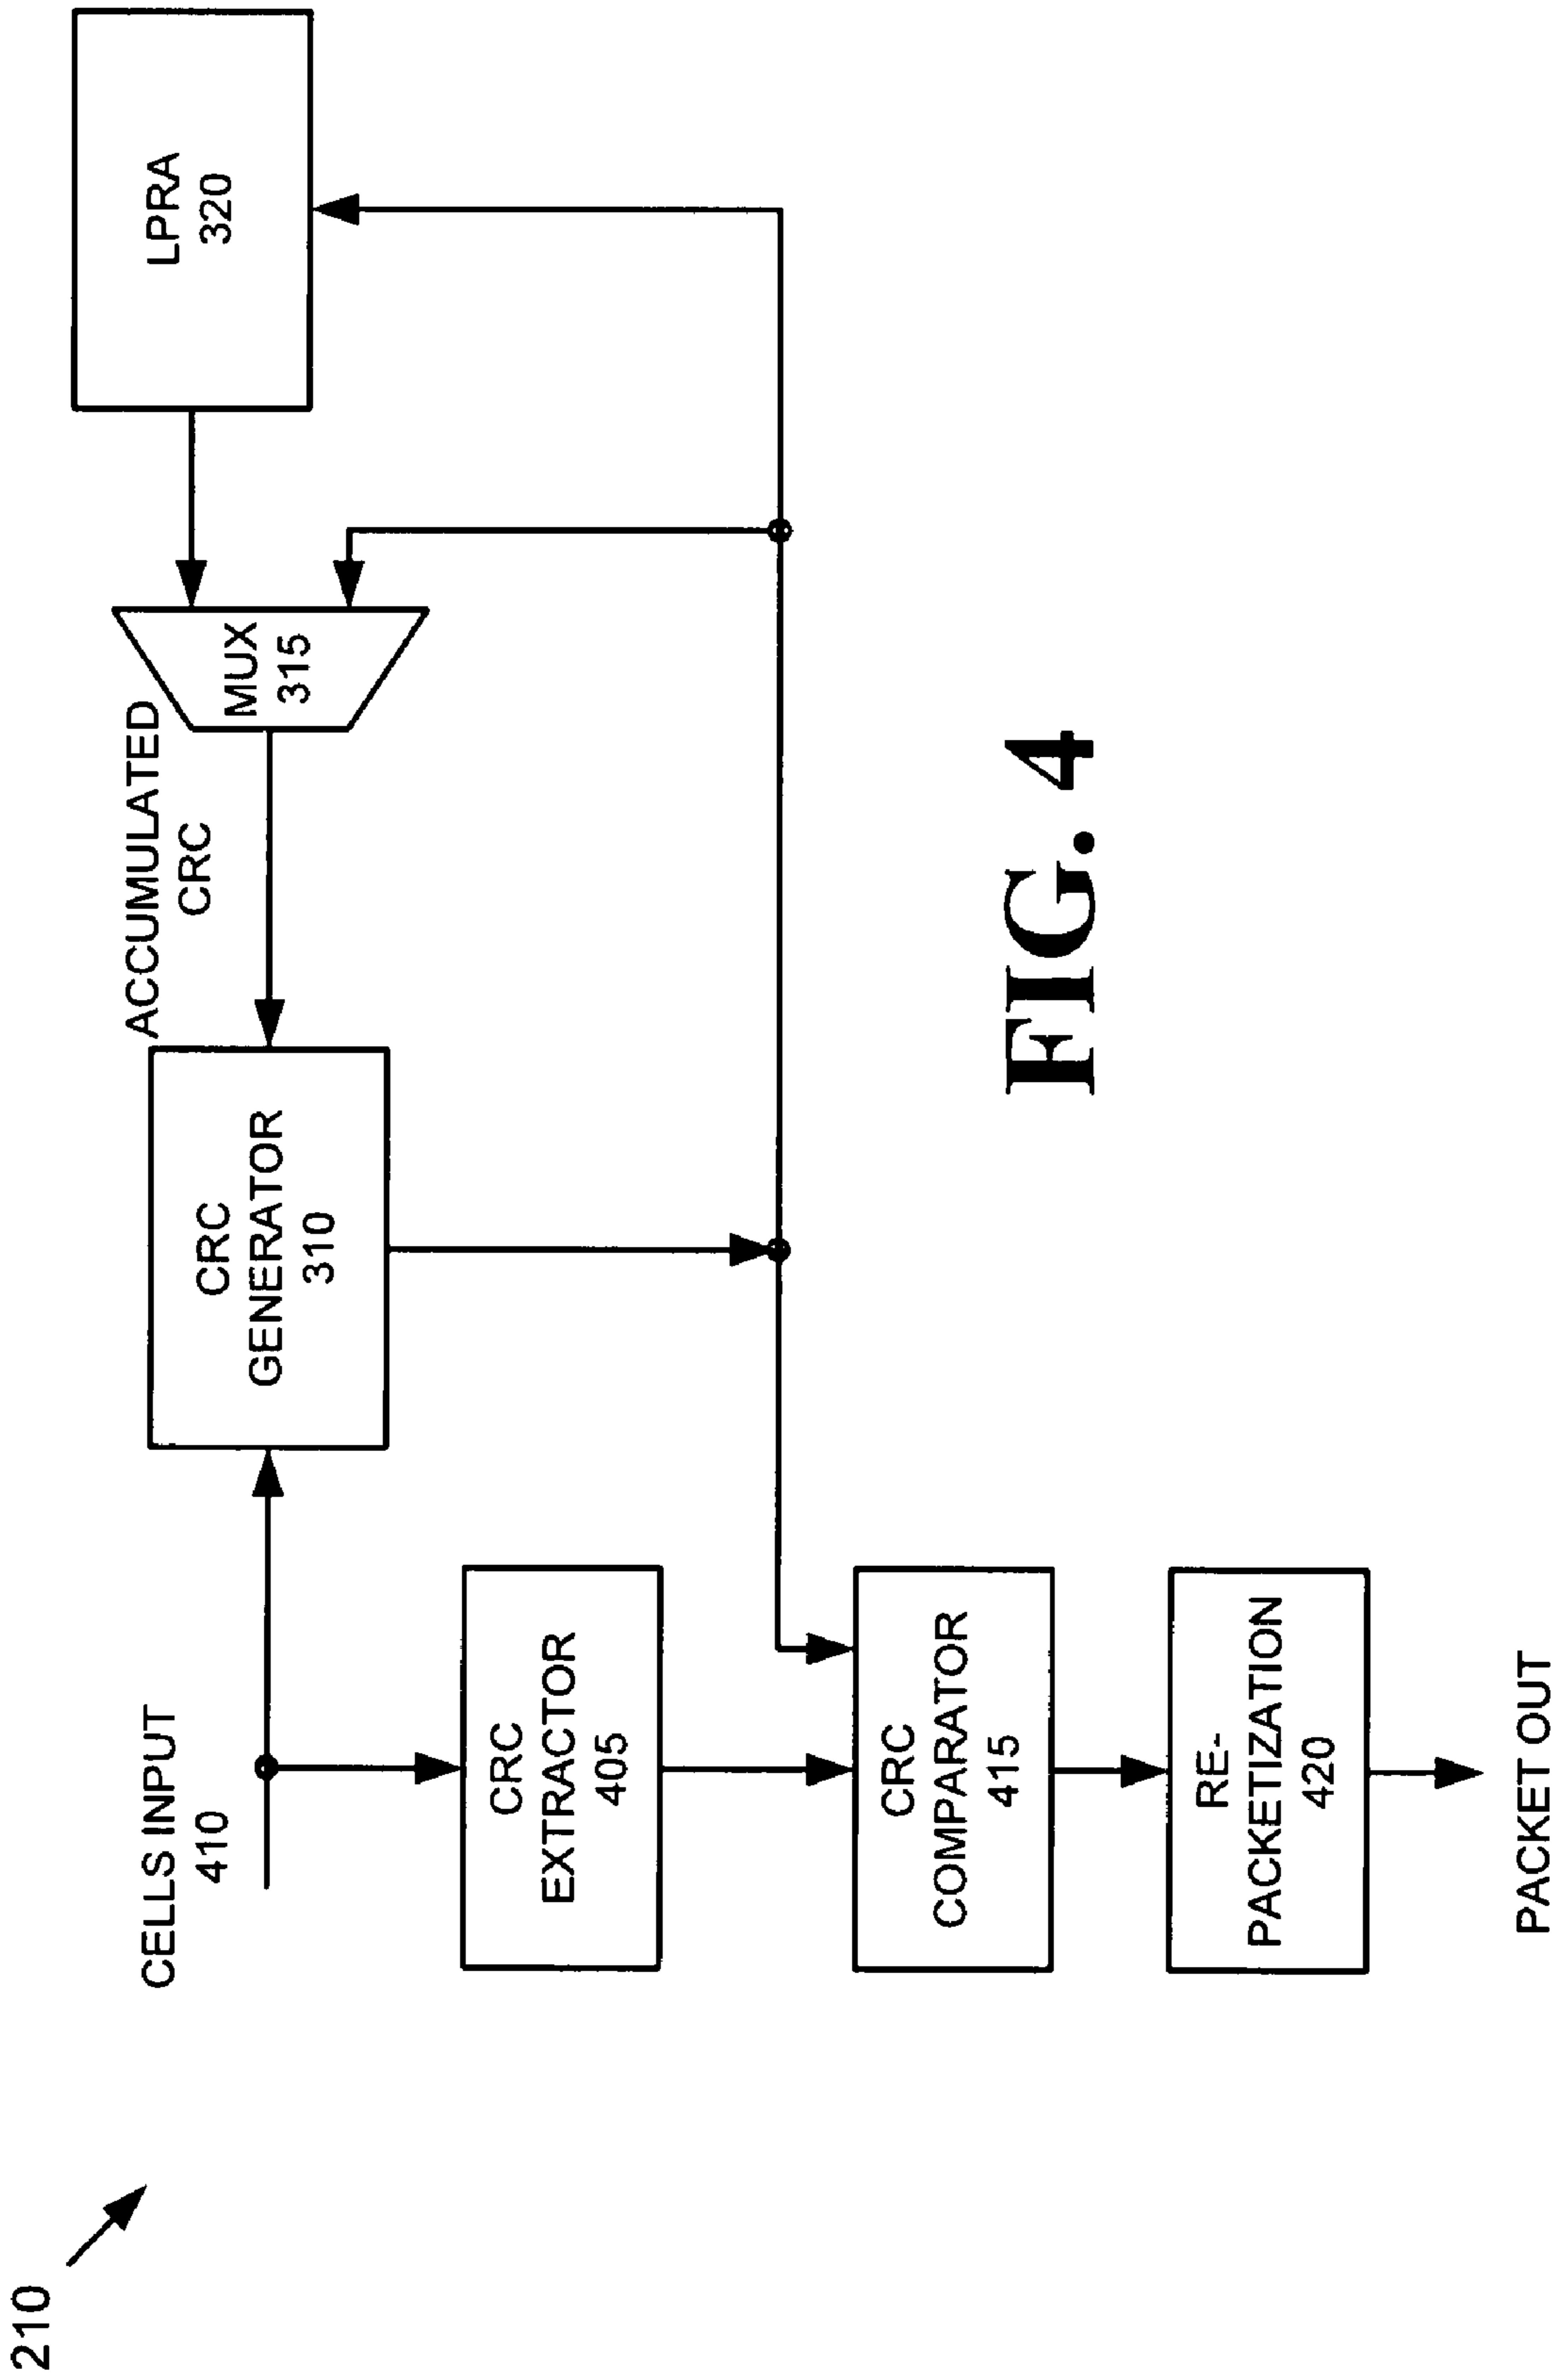 210
CELLS INPUT
410
CRC
GENERATOR
310
ACCUMULATED
CRC
MUX
315
LPRA
320
CRC
EXTRACTOR
405
CRC
COMPARATOR
415
RE-
PACKETIZATION
420
PACKET OUT
FIG. 4